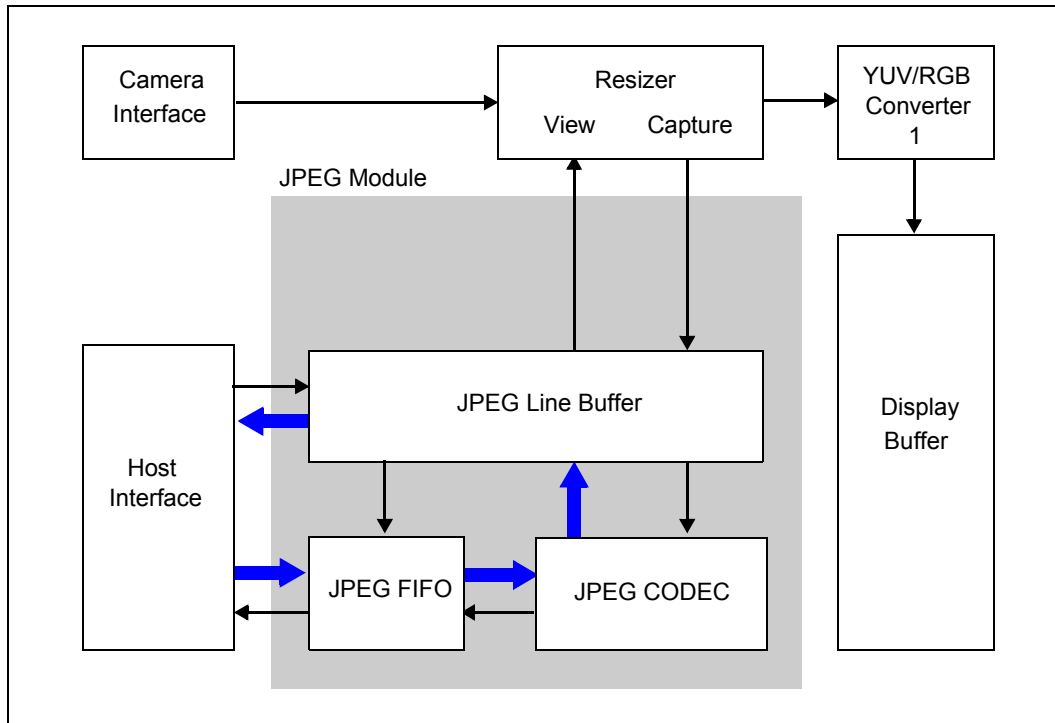 Camera
Interface
Resizer
View Capture
YUV/RGB
Converter
1
JPEG Module
JPEG Line Buffer
Display
Buffer
Host
Interface
JPEG FIFO
JPEG CODEC